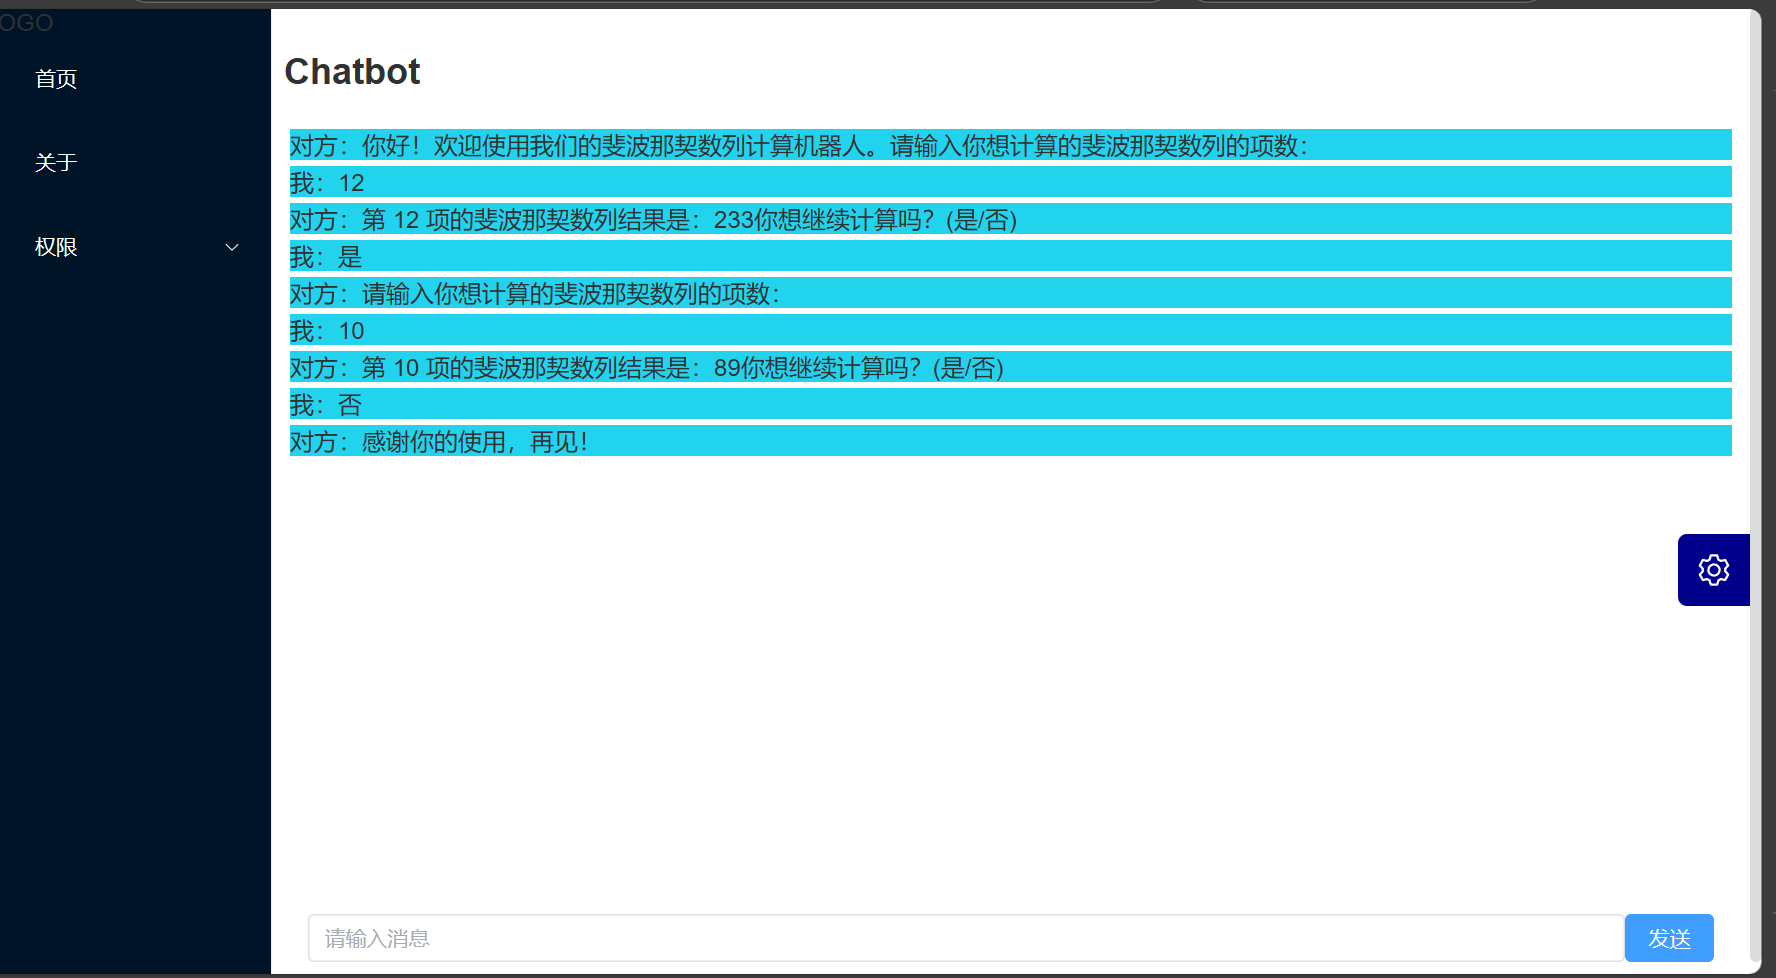 OGO
首页
关于
权限
Chatbot
对方：你好！欢迎使用我们的斐波那契数列计算机器人。请输入你想计算的斐波那契数列的项数：
我：12
对方：第 12 项的斐波那契数列结果是：233你想继续计算吗？(是/否)
我：是
对方：请输入你想计算的斐波那契数列的项数：
我：10
对方：第 10 项的斐波那契数列结果是：89你想继续计算吗？(是/否)
我：否
对方：感谢你的使用，再见！
请输入消息
发送